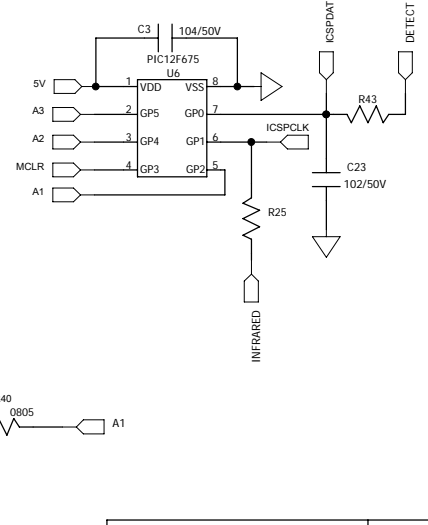 ICSPDAT
DETECT
C3 104/50V
PIC12F675
U6
5V 1 VDD VSS 8
A3 2 GP5 GP0 7
R43
A2 3 GP4 GP1 6 ICSPCLK
MCLR 4 GP3 GP2 5
A1
C23
102/50V
R25
INFRARED
40
0805
A1